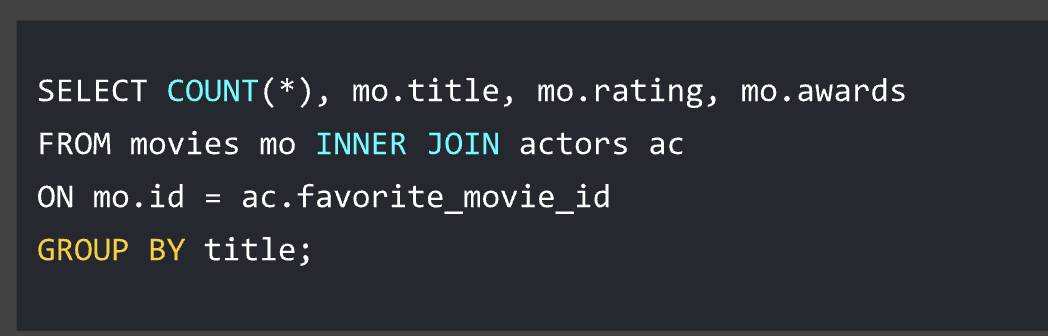 SELECT COUNT(*), mo.title, mo.rating, mo.awards
FROM movies mo INNER JOIN actors ac
ON mo.id = ac.favorite_movie_id
GROUP BY title;